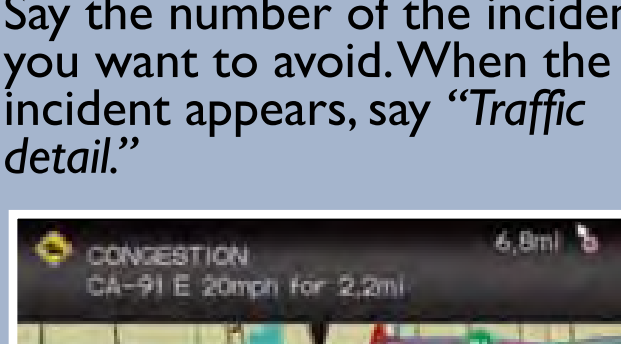 Say the number of the inciden
you want to avoid. When the
incident appears, say “Traffic
detail.”
6.8mi
CONGESTION
CA-91 E 20mph for 2.2mi